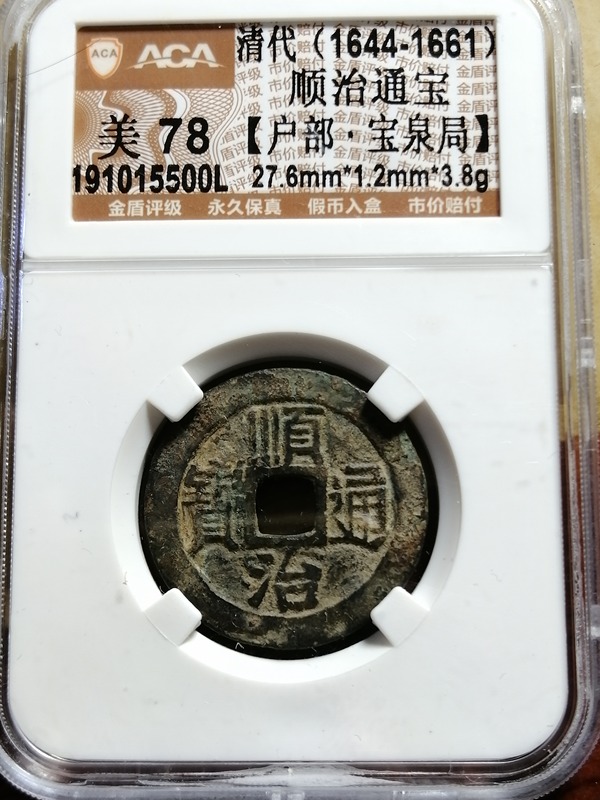 ACA ACA
清代（1644-1661）
顺治通宝
美 78 【户部·宝泉局】
191015500L 27.6mm*1.2mm*3.8g
金盾评级 永久保真 假币入盒 市价赔付
順
寶 通
治